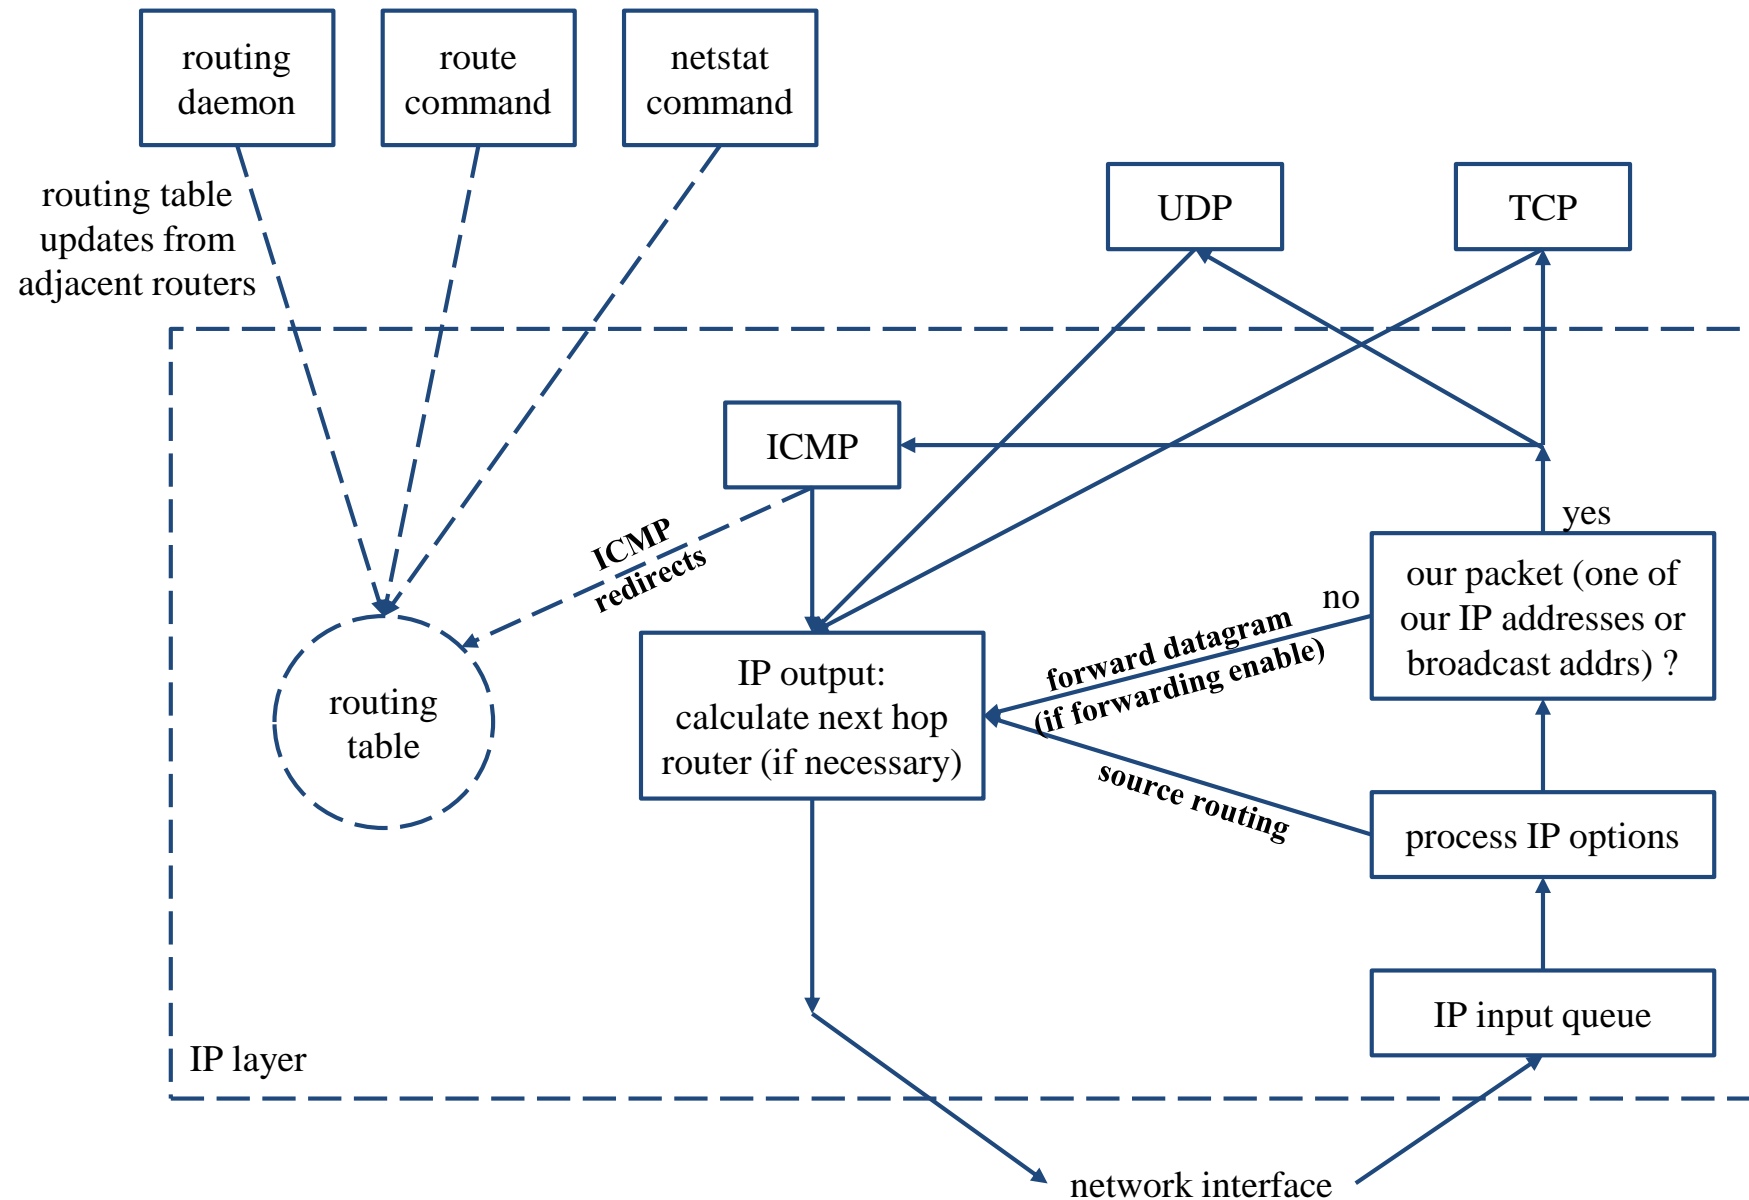 routing
daemon
route
command
netstat
command
routing table
updates from
adjacent routers
UDP
TCP
ICMP
ICMP
redirects
yes
our packet (one of
our IP addresses or
broadcast addrs) ?
no
forward datagram
(if forwarding enable)
IP output:
calculate next hop
router (if necessary)
routing
table
source routing
process IP options
IP input queue
IP layer
network interface